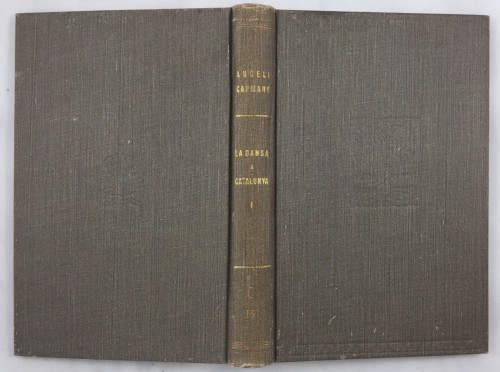 AURELI
CAPMANY
LA DANSA
A
CATALUNYA
I